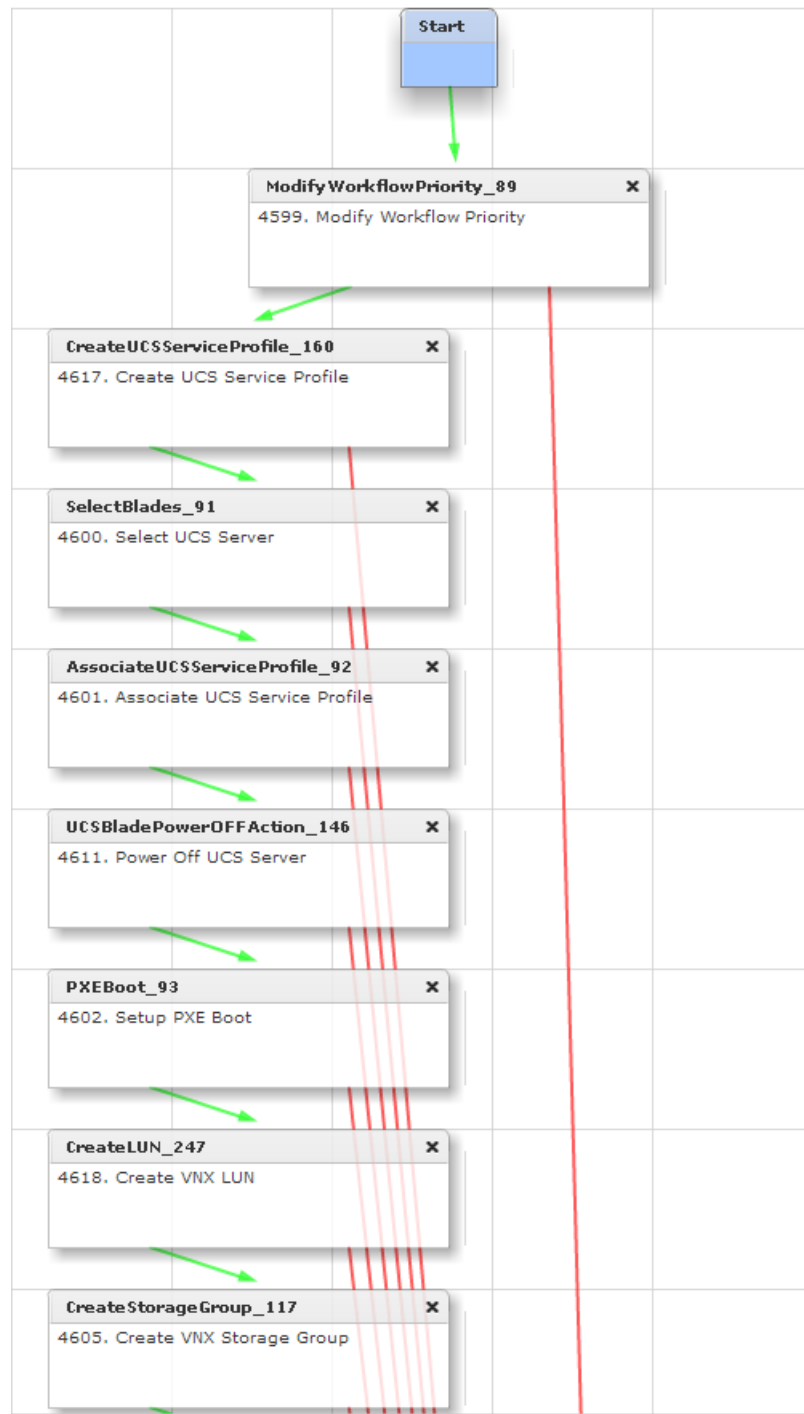 Start
ModifyWorkflowPriority_89
4599. Modify Workflow Priority
CreateUCSServiceProfile_160
4617. Create UCS Service Profile
SelectBlades_91
4600. Select UCS Server
AssociateUCSServiceProfile_92
4601. Associate UCS Service Profile
UCSBladePowerOFFAction_146
4611. Power Off UCS Server
PXEBoot_93
4602. Setup PXE Boot
CreateLUN_247
4618. Create VNX LUN
CreateStorageGroup_117
4605. Create VNX Storage Group